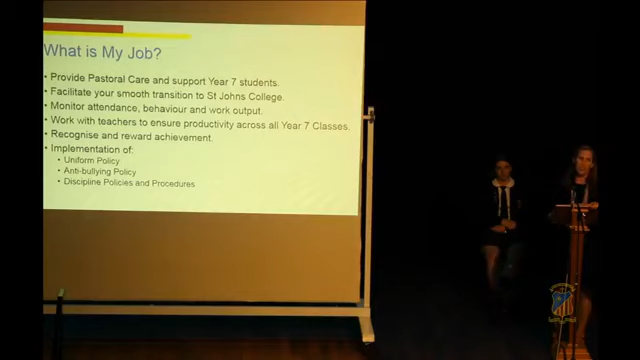 What is My Job?
• Provide Pastoral Care and support Year 7 students.
• Facilitate your smooth transition to St Johns College.
• Monitor attendance, behaviour and work output.
• Work with teachers to ensure productivity across all Year 7 Classes.
• Recognise and reward achievement.
• Implementation of:
• Uniform Policy
• Anti-bullying Policy
• Discipline Policies and Procedures